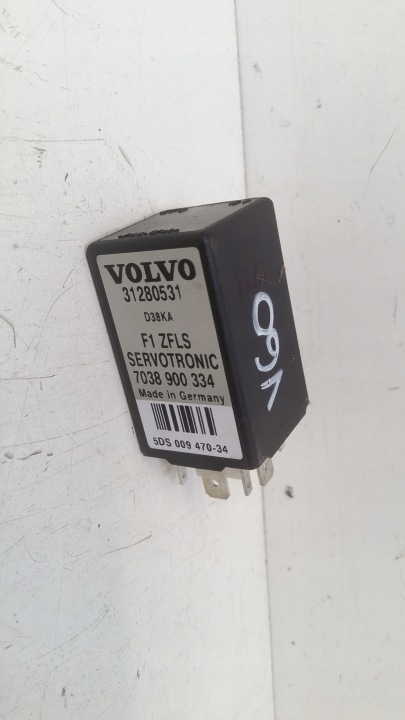 VOLVO
31280531
D38KA
F1 ZFLS
SERVOTRONIC
7038 900 334
Made in Germany
5DS 009 470-34
V60